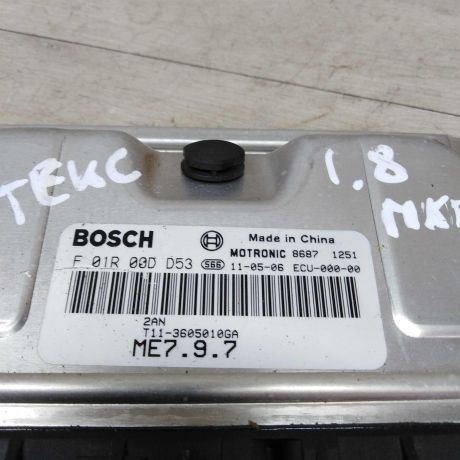 ТЕКС
1.8
BOSCH
Made in China
MOTRONIC 8687 1251
F 01R 00D D53 S66 11-05-06 ECU-000-00
2AN
T11-3605010GA
ME7.9.7